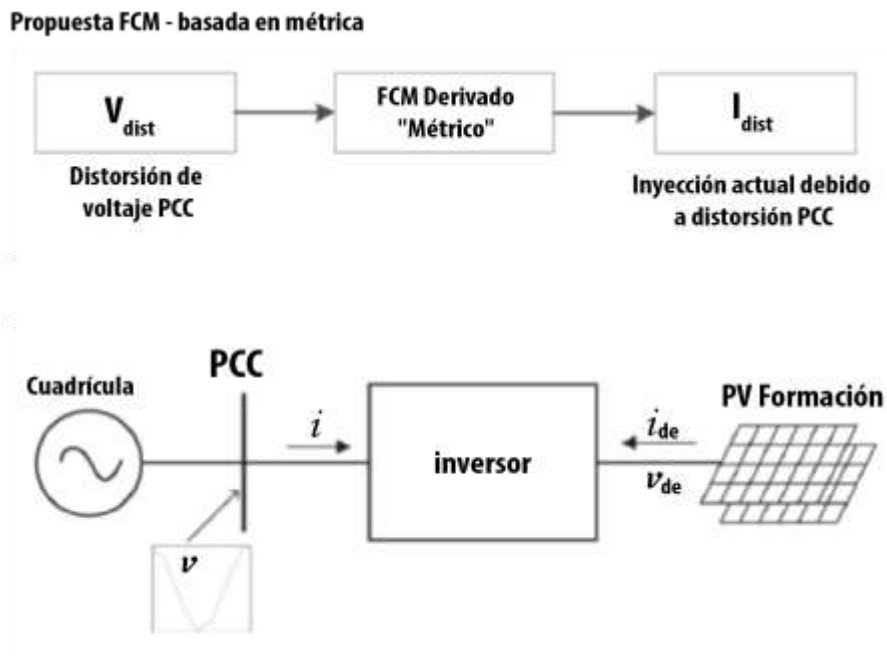 Propuesta FCM - basada en métrica
V dist
FCM Derivado
"Métrico"
I dist
Distorsión de
voltaje PCC
Inyección actual debido
a distorsión PCC
PCC
Cuadrícula
PV Formación
i
i de
inversor
v de
v